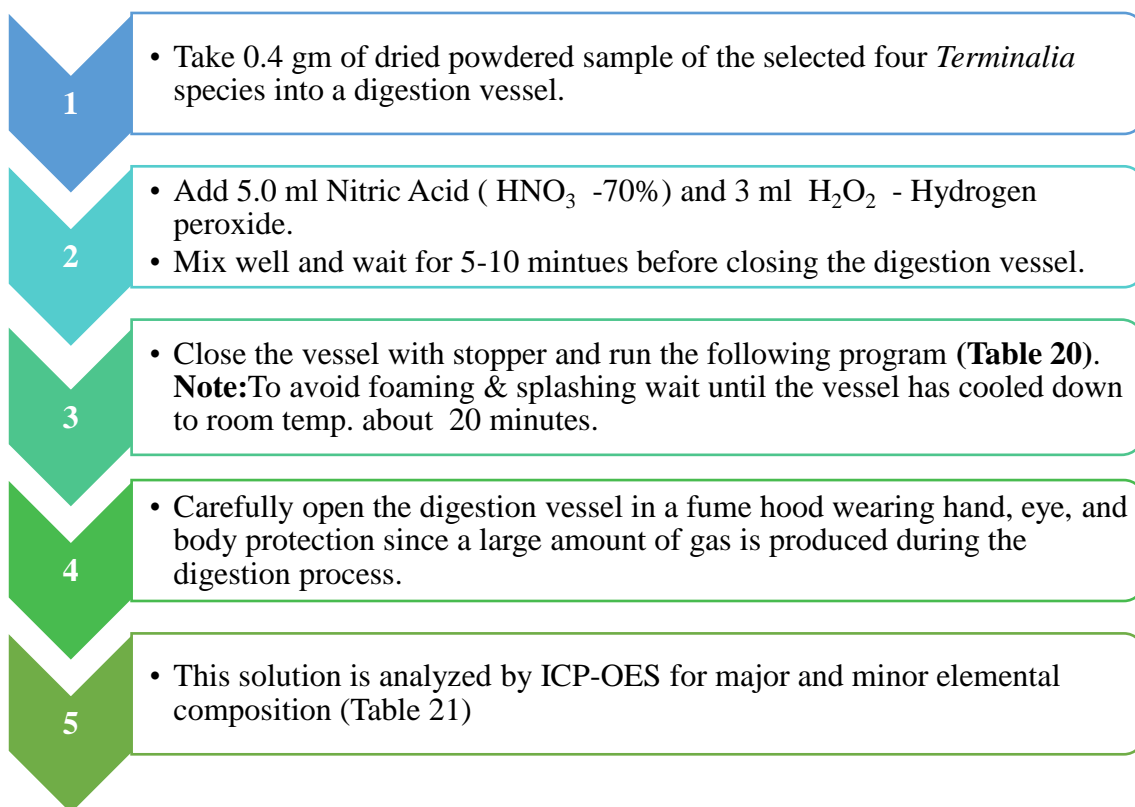 1
• Take 0.4 gm of dried powdered sample of the selected four Terminalia
species into a digestion vessel.
2
• Add 5.0 ml Nitric Acid ( HNO₃ -70%) and 3 ml H₂O₂ - Hydrogen
peroxide.
• Mix well and wait for 5-10 mintues before closing the digestion vessel.
3
• Close the vessel with stopper and run the following program (Table 20).
Note:To avoid foaming & splashing wait until the vessel has cooled down
to room temp. about 20 minutes.
4
• Carefully open the digestion vessel in a fume hood wearing hand, eye, and
body protection since a large amount of gas is produced during the
digestion process.
5
• This solution is analyzed by ICP-OES for major and minor elemental
composition (Table 21)